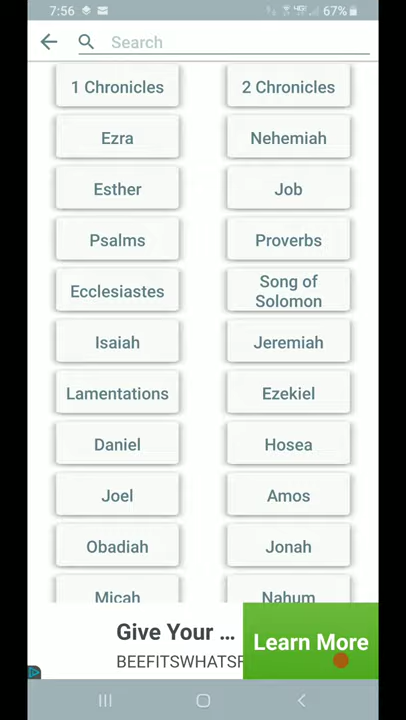 7:56
67%
Search
1 Chronicles
2 Chronicles
Ezra
Nehemiah
Esther
Job
Psalms
Proverbs
Ecclesiastes
Song of
Solomon
Isaiah
Jeremiah
Lamentations
Ezekiel
Daniel
Hosea
Joel
Amos
Obadiah
Jonah
Micah
Nahum
Give Your ...
BEEFITSWHATSF
Learn More